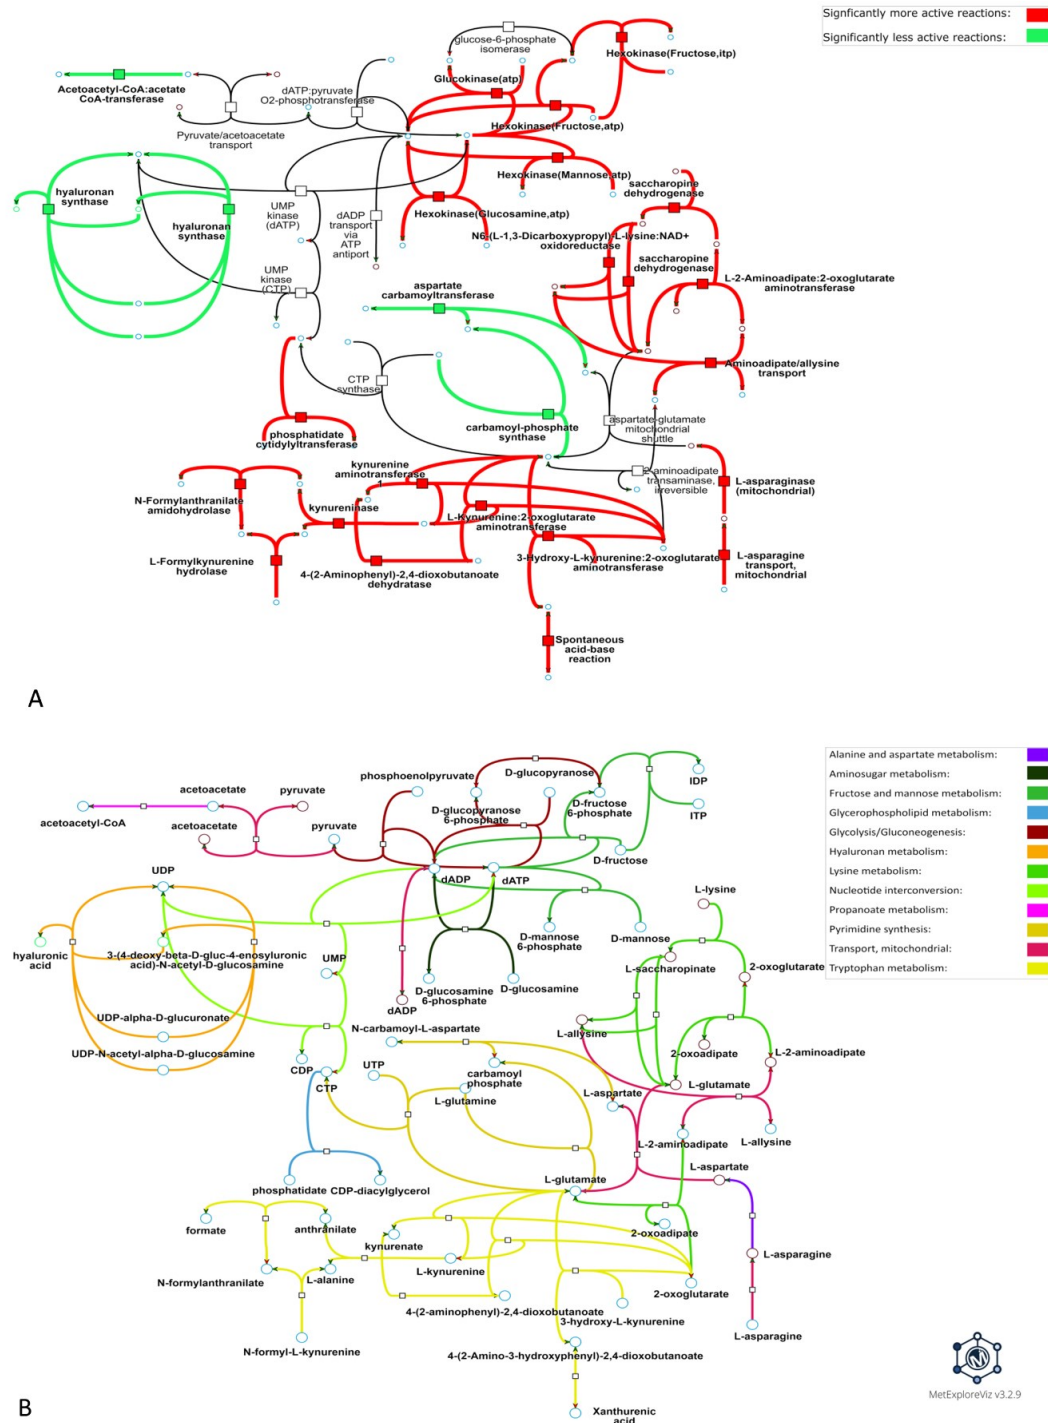 Signficantly more active reactions:
Significantly less active reactions:
glucose-6-phosphate
isomerase
Hexokinase(Fructose,itp)
Glucokinase(atp)
Acetoacetyl-CoA:acetate
CoA-transferase
dATP:pyruvate
O2-phosphotransferase
Pyruvate/acetoacetate
transport
Hexokinase(Fructose,atp)
Hexokinase(Mannose,atp)
saccharopine
dehydrogenase
hyaluronan
synthase
hyaluronan
synthase
UMP
kinase
(dATP)
dADP
transport
via
ATP
antiport
Hexokinase(Glucosamine,atp)
N6-(L-1,3-Dicarboxypropyl)-L-lysine:NAD+
oxidoreductase
saccharopine
dehydrogenase
L-2-Aminoadipate:2-oxoglutarate
aminotransferase
UMP
kinase
(CTP)
aspartate
carbamoyltransferase
Aminoadipate/allysine
transport
CTP
synthase
phosphatidate
cytidylyltransferase
carbamoyl-phosphate
synthase
aspartate-glutamate
mitochondrial
shuttle
kynurenine
aminotransferase
1
2-aminoadipate
transaminase,
irreversible
L-asparaginase
(mitochondrial)
N-Formylanthranilate
amidohydrolase
kynureninase
L-Kynurenine:2-oxoglutarate
aminotransferase
L-Formylkynurenine
hydrolase
4-(2-Aminophenyl)-2,4-dioxobutanoate
dehydratase
3-Hydroxy-L-kynurenine:2-oxoglutarate
aminotransferase
L-asparagine
transport,
mitochondrial
Spontaneous
acid-base
reaction
A
Alanine and aspartate metabolism:
Aminosugar metabolism:
Fructose and mannose metabolism:
Glycerophospholipid metabolism:
Glycolysis/Gluconeogenesis:
Hyaluronan metabolism:
Lysine metabolism:
Nucleotide interconversion:
Propanoate metabolism:
Pyrimidine synthesis:
Transport, mitochondrial:
Tryptophan metabolism:
phosphoenolpyruvate
D-glucopyranose
IDP
acetoacetate
pyruvate
D-glucopyranose
6-phosphate
D-fructose
6-phosphate
ITP
acetoacetyl-CoA
acetoacetate
pyruvate
D-fructose
UDP
dADP
dATP
L-lysine
hyaluronic
acid
3-(4-deoxy-beta-D-gluc-4-enosyluronic
acid)-N-acetyl-D-glucosamine
UMP
D-mannose
6-phosphate
D-mannose
L-saccharopinate
2-oxoglutarate
D-glucosamine
6-phosphate
D-glucosamine
dADP
UDP-alpha-D-glucuronate
N-carbamoyl-L-aspartate
L-allysine
UDP-N-acetyl-alpha-D-glucosamine
2-oxoadipate
L-2-aminoadipate
CDP
CTP
UTP
carbamoyl
phosphate
L-glutamine
L-aspartate
L-glutamate
L-2-aminoadipate
L-allysine
L-aspartate
phosphatidate
CDP-diacylglycerol
L-glutamate
formate
anthranilate
kynurenate
2-oxoadipate
L-asparagine
N-formylanthranilate
L-alanine
L-kynurenine
2-oxoglutarate
4-(2-aminophenyl)-2,4-dioxobutanoate
3-hydroxy-L-kynurenine
L-asparagine
N-formyl-L-kynurenine
4-(2-Amino-3-hydroxyphenyl)-2,4-dioxobutanoate
Xanthurenic
acid
M
MetExploreViz v3.2.9
B